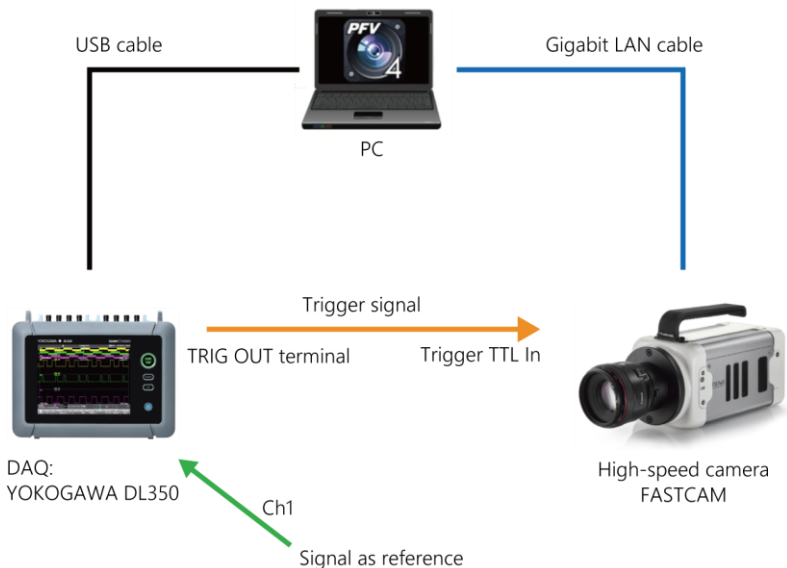 USB cable
PFV
4
Gigabit LAN cable
PC
Trigger signal
TRIG OUT terminal
Trigger TTL In
YOKOGAWA
DAQ:
YOKOGAWA DL350
High-speed camera
FASTCAM
Ch1
Signal as reference